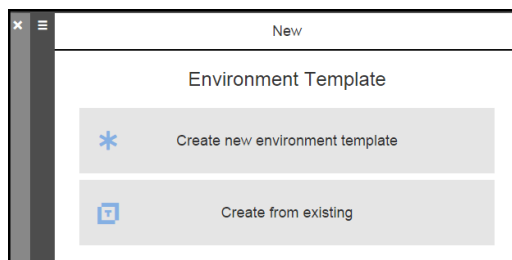 New
Environment Template
Create new environment template
Create from existing